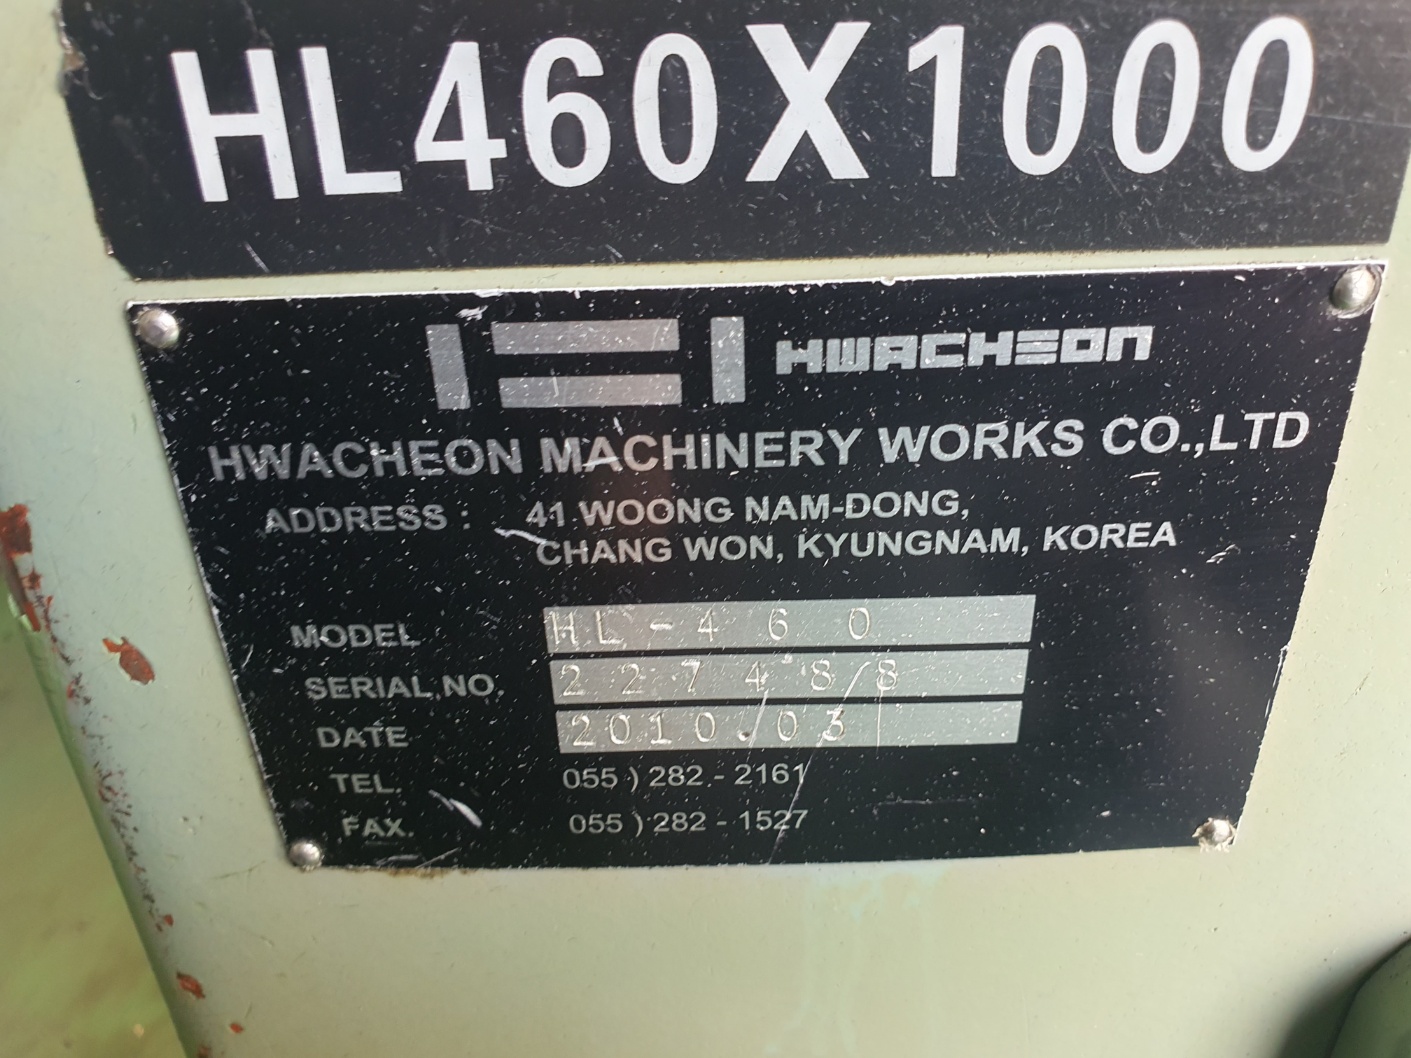 HL460X1000
HWACHEON
HWACHEON MACHINERY WORKS CO.,LTD
ADDRESS : 41 WOONG NAM-DONG,
CHANG WON, KYUNGNAM, KOREA
MODEL HL-460
SERIAL NO. 227488
DATE 2010.03
TEL. 055 ) 282 - 2161
FAX. 055 ) 282 - 1527